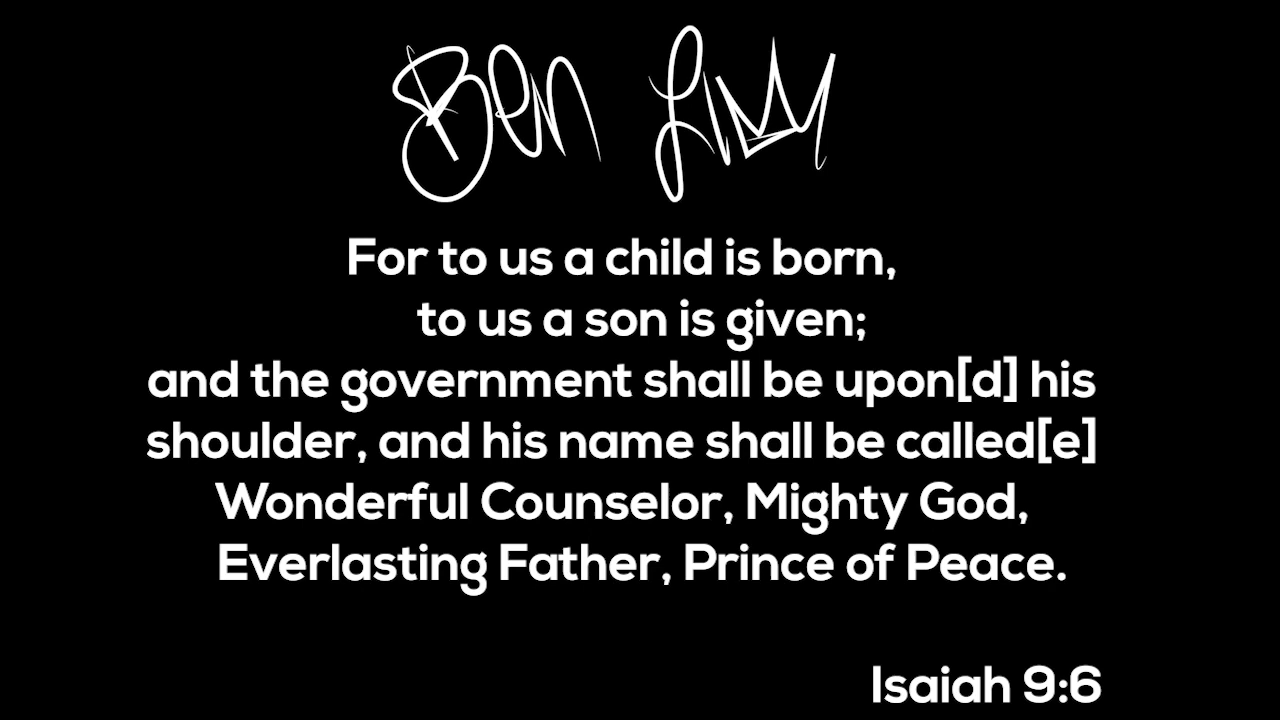 Ben
For to us a child is born,
to us a son is given;
and the government shall be upon[d] his
shoulder, and his name shall be called[e]
Wonderful Counselor, Mighty God,
Everlasting Father, Prince of Peace.
Isaiah 9:6